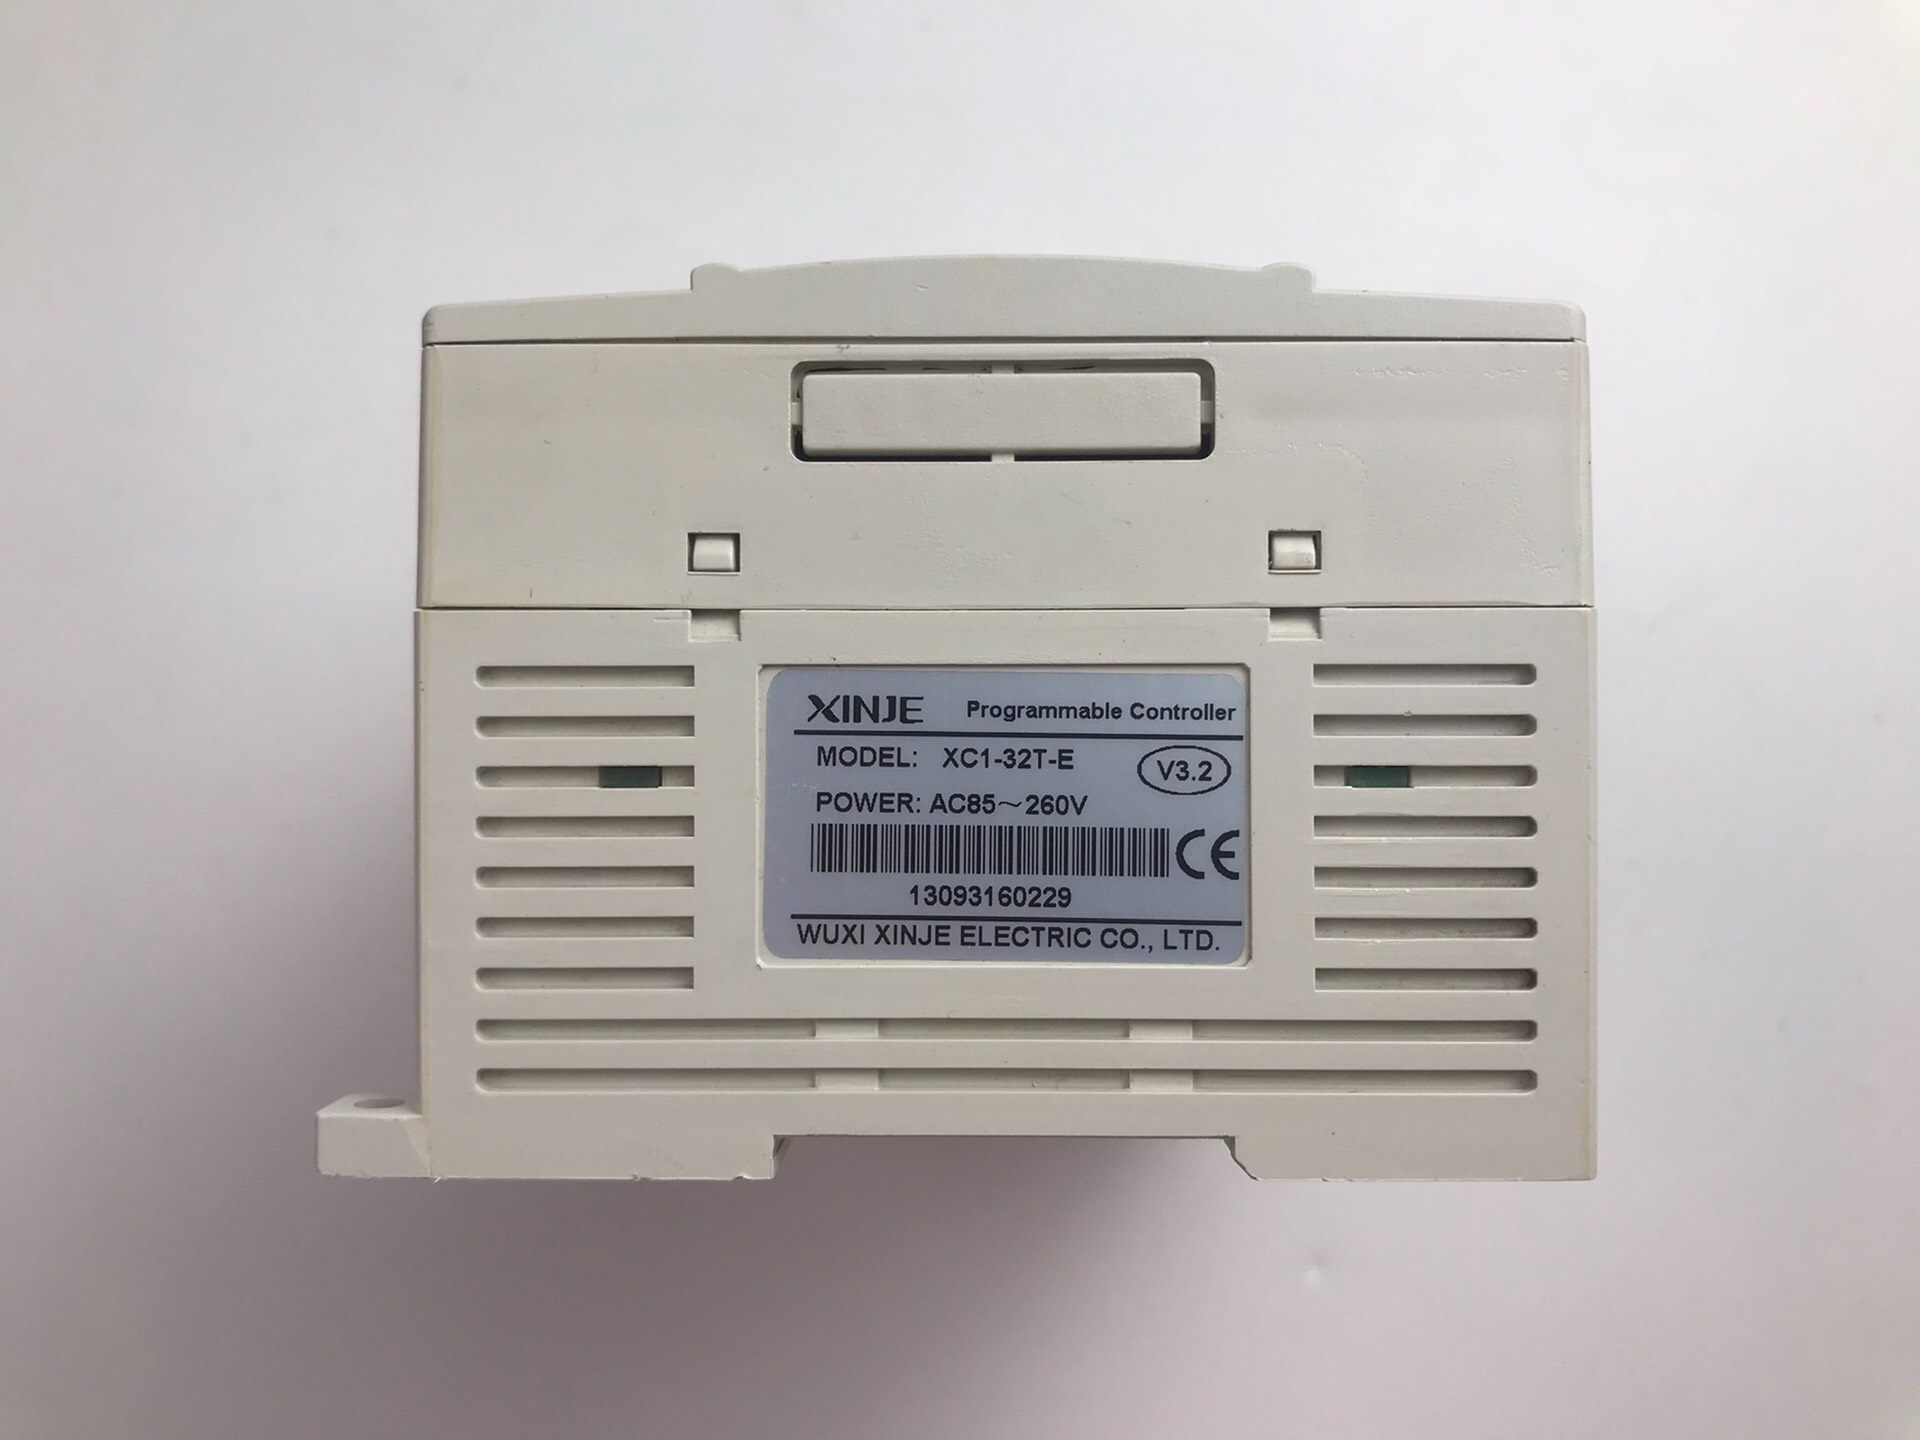 XINJE Programmable Controller
MODEL: XC1-32T-E V3.2
POWER: AC85～260V
CE
13093160229
WUXI XINJE ELECTRIC CO., LTD.